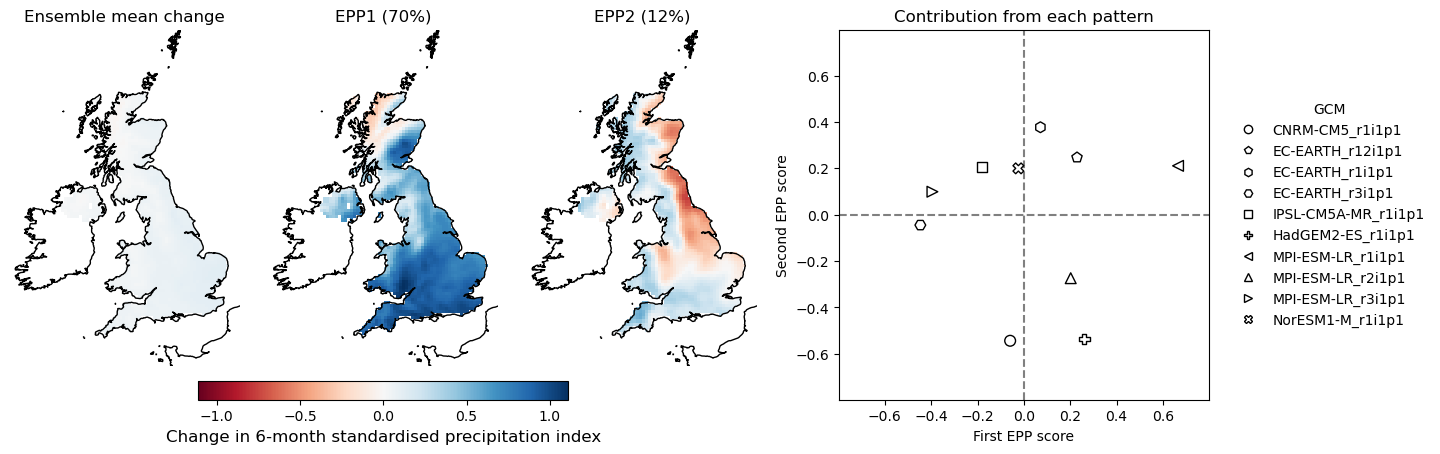 Ensemble mean change
EPP1 (70%)
EPP2 (12%)
−1.0
−0.5
0.0
0.5
1.0
Change in 6-month standardised precipitation index
Contribution from each pattern
Second EPP score
0.6
0.4
0.2
0.0
−0.2
−0.4
−0.6
−0.6
−0.4
−0.2
0.0
0.2
0.4
0.6
First EPP score
GCM
CNRM-CM5_r1i1p1
EC-EARTH_r12i1p1
EC-EARTH_r1i1p1
EC-EARTH_r3i1p1
IPSL-CM5A-MR_r1i1p1
HadGEM2-ES_r1i1p1
MPI-ESM-LR_r1i1p1
MPI-ESM-LR_r2i1p1
MPI-ESM-LR_r3i1p1
NorESM1-M_r1i1p1